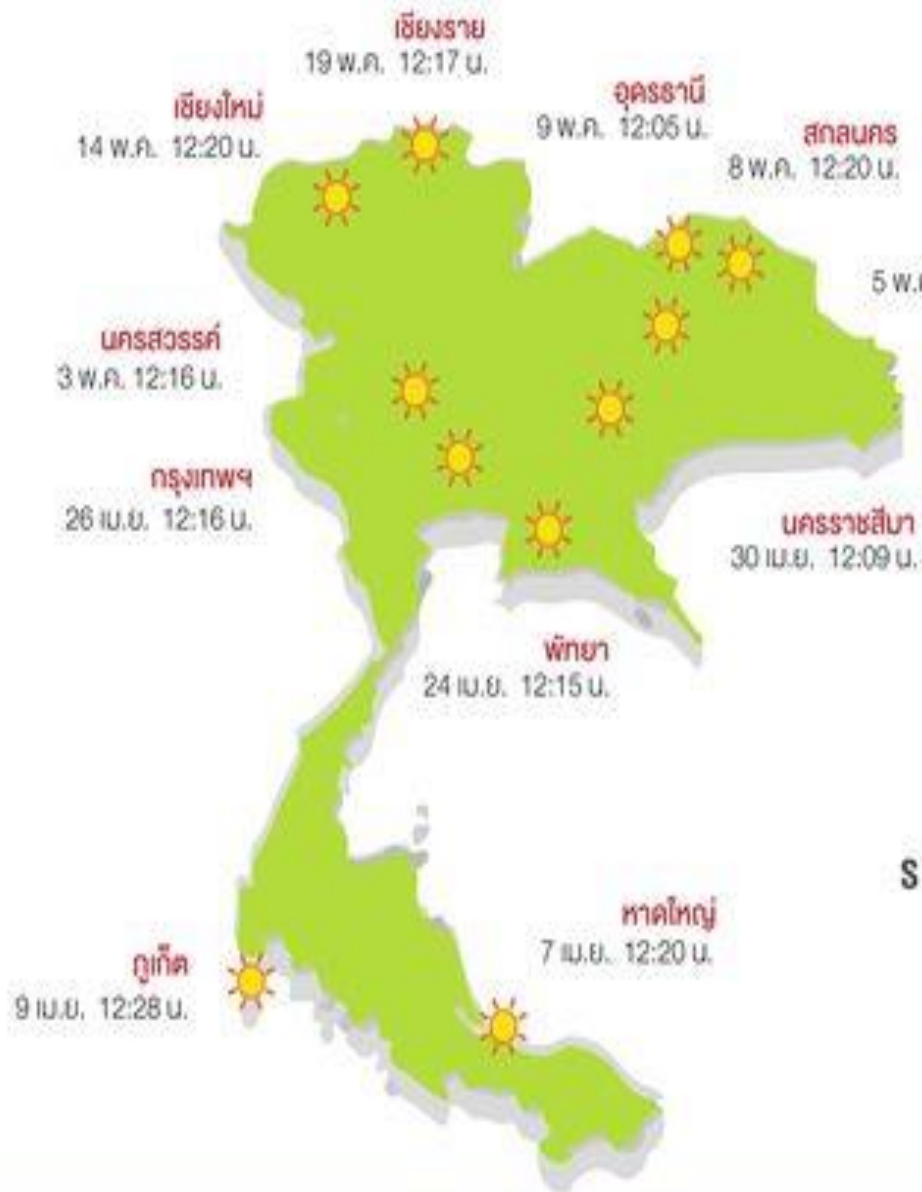 เชียงราย
19 พ.ค. 12:17 น.
เชียงใหม่
14 พ.ค. 12:20 น.
อุดรธานี
9 พ.ค. 12:05 น.
สกลนคร
8 พ.ค. 12:20 น.
5 พ.ค
นครสวรรค์
3 พ.ค. 12:16 น.
กรุงเทพฯ
26 เม.ย. 12:16 น.
นครราชสีมา
30 เม.ย. 12:09 น.
พัทยา
24 เม.ย. 12:15 น.
ร
หาดใหญ่
7 เม.ย. 12:20 น.
ภูเก็ต
9 เม.ย. 12:28 น.